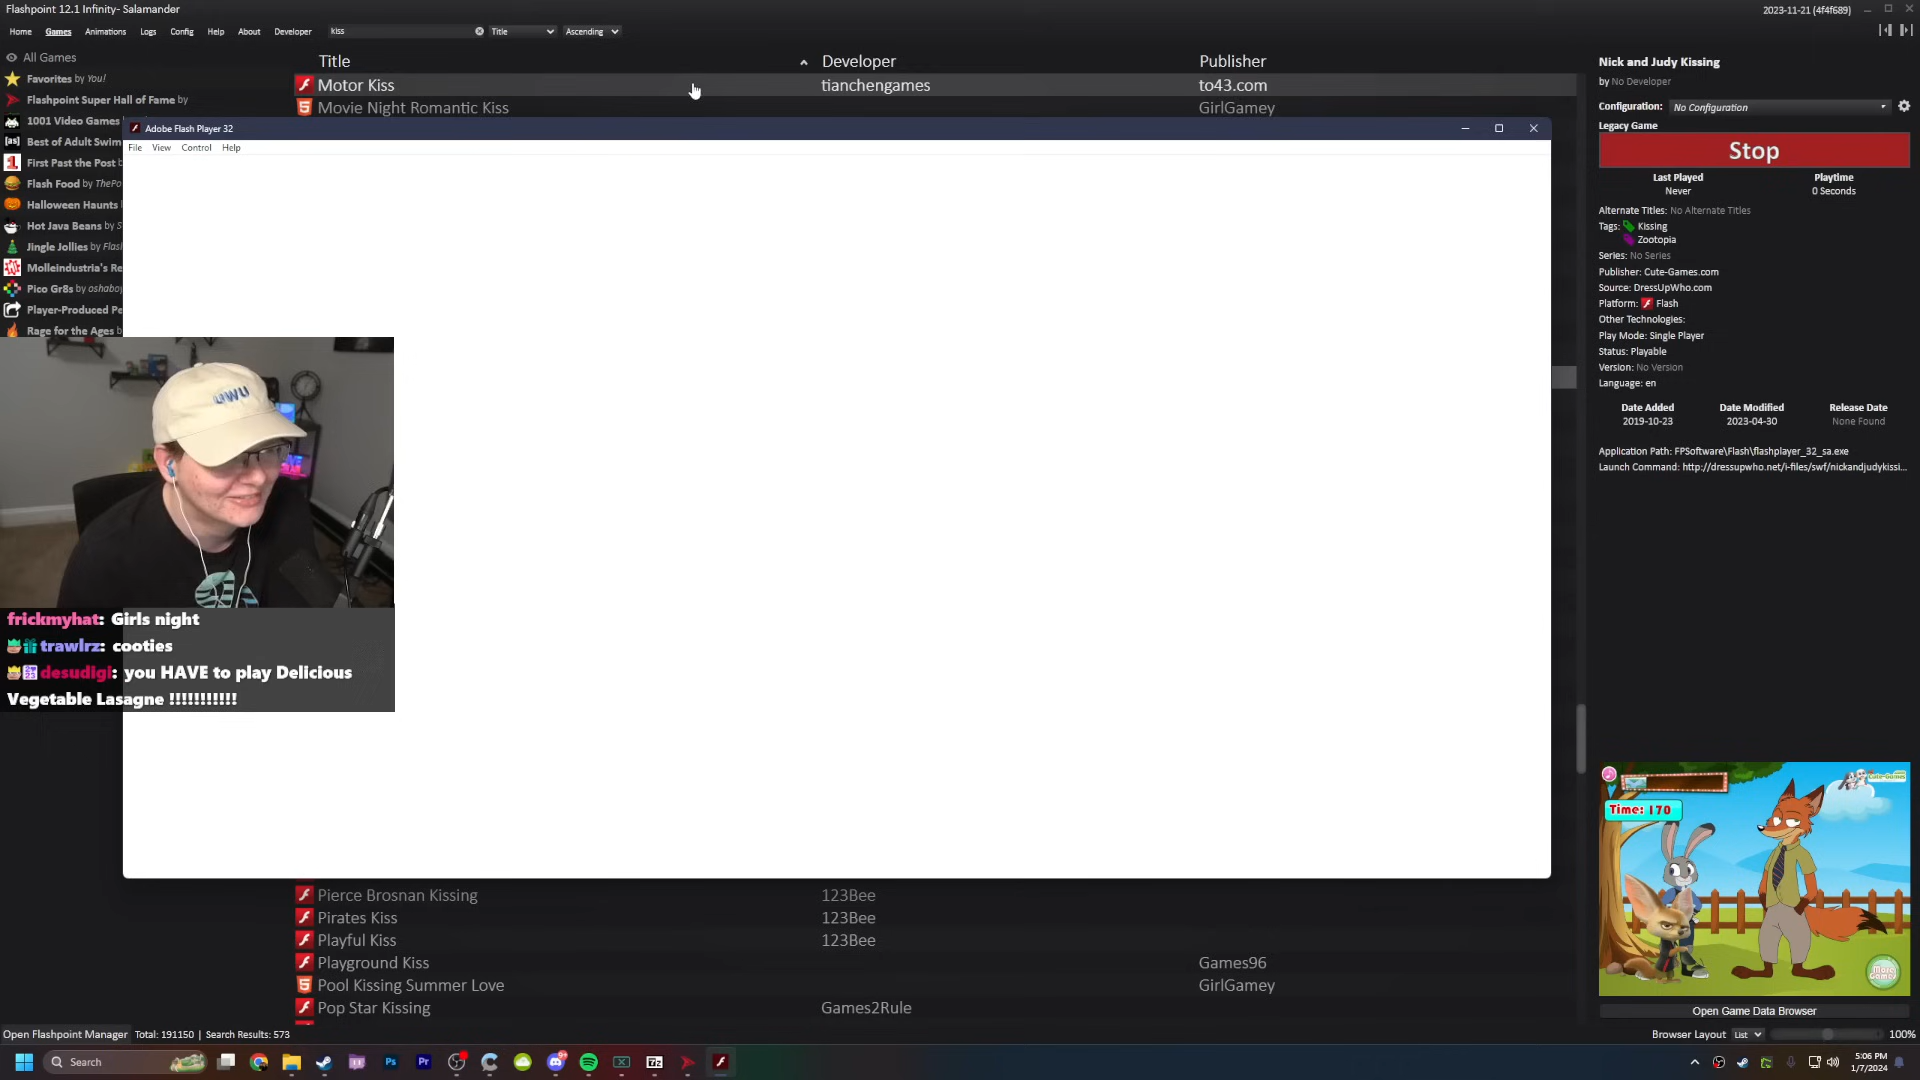 Flashpoint 12.1 Infinity- Salamander
2023-11-21 (4f4f689)
Home Games Animations Logs Config Help About Developer kiss Title Ascending
All Games
Favorites by You!
Flashpoint Super Hall of Fame by
1001 Video Games
Best of Adult Swim
First Past the Post b
Flash Food by ThePo
Halloween Haunts
Hot Java Beans by S
Jingle Jollies by Flas
Molleindustria's Re
Pico Gr8s by oshaboy
Player-Produced Pe
Rage for the Ages b
Title Developer Publisher
Motor Kiss tianchengames to43.com
Movie Night Romantic Kiss GirlGamey
Adobe Flash Player 32
File View Control Help
UWU
frickmyhat: Girls night
trawlrz: cooties
desudigi: you HAVE to play Delicious
Vegetable Lasagne !!!!!!!!!!!
Pierce Brosnan Kissing 123Bee
Pirates Kiss 123Bee
Playful Kiss 123Bee
Playground Kiss Games96
Pool Kissing Summer Love GirlGamey
Pop Star Kissing Games2Rule
Nick and Judy Kissing
by No Developer
Configuration: No Configuration
Legacy Game
Stop
Last Played Playtime
Never 0 Seconds
Alternate Titles: No Alternate Titles
Tags: Kissing
Zootopia
Series: No Series
Publisher: Cute-Games.com
Source: DressUpWho.com
Platform: Flash
Other Technologies:
Play Mode: Single Player
Status: Playable
Version: No Version
Language: en
Date Added Date Modified Release Date
2019-10-23 2023-04-30 None Found
Application Path: FPSoftware\Flash\flashplayer_32_sa.exe
Launch Command: http://dressupwho.net/i-files/swf/nickandjudykissi...
Cute-Games
Time: 170
More Games
Open Game Data Browser
Open Flashpoint Manager Total: 191150 | Search Results: 573
Browser Layout List 100%
Search
5:06 PM
1/7/2024